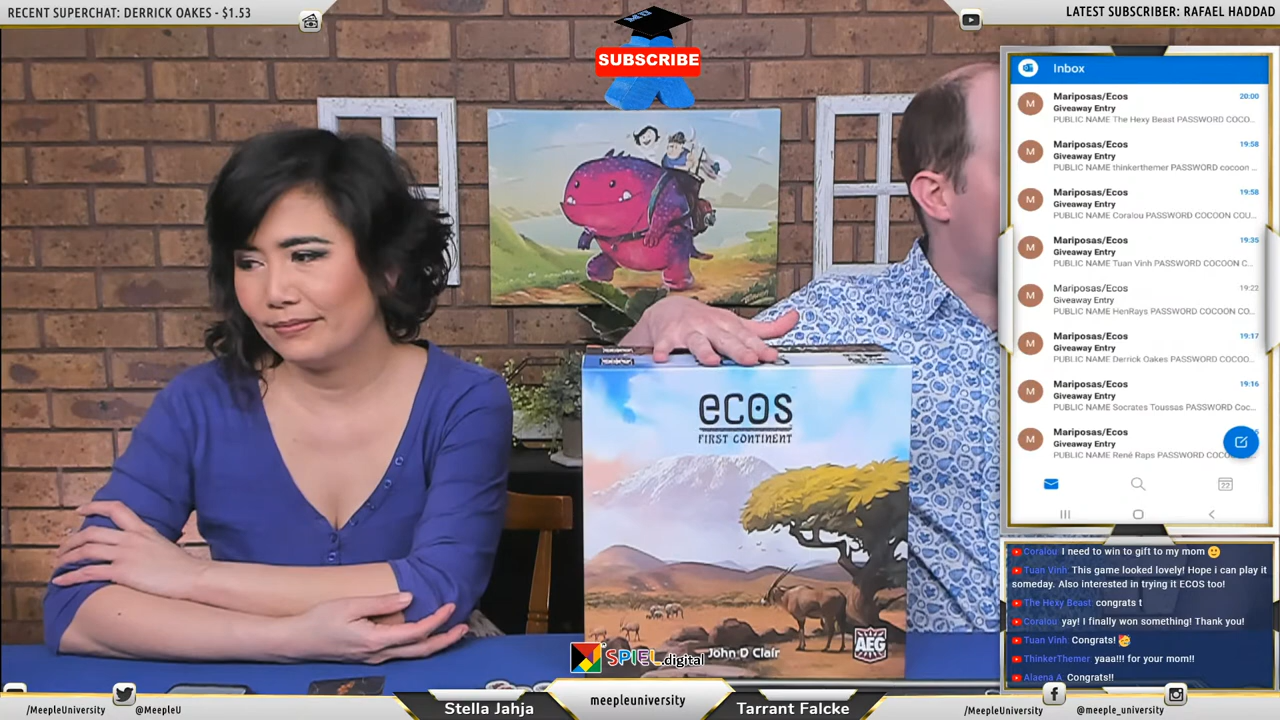 RECENT SUPERCHAT: DERRICK OAKES - $1.53
LATEST SUBSCRIBER: RAFAEL HADDAD
SUBSCRIBE
Inbox
Mariposas/Ecos 20:00
Giveaway Entry
PUBLIC NAME The Hexy Beast PASSWORD COCO...
Mariposas/Ecos 19:58
Giveaway Entry
PUBLIC NAME thinkerthemer PASSWORD cocoon ...
Mariposas/Ecos 19:58
Giveaway Entry
PUBLIC NAME Coralou PASSWORD COCOON COU...
Mariposas/Ecos 19:35
Giveaway Entry
PUBLIC NAME Tuan Vinh PASSWORD COCOON C...
Mariposas/Ecos 19:22
Giveaway Entry
PUBLIC NAME HenRays PASSWORD COCOON CO...
Mariposas/Ecos 19:17
Giveaway Entry
PUBLIC NAME Derrick Oakes PASSWORD COCOO...
Mariposas/Ecos 19:16
Giveaway Entry
PUBLIC NAME Socrates Toussas PASSWORD Coc...
Mariposas/Ecos
Giveaway Entry
PUBLIC NAME René Raps PASSWORD COCO
22
ecos
FIRST CONTINENT
John D Clair
AEG
SPIEL.digital
Coralou I need to win to gift to my mom
Tuan Vinh This game looked lovely! Hope i can play it
someday. Also interested in trying it ECOS too!
The Hexy Beast congrats t
Coralou yay! I finally won something! Thank you!
Tuan Vinh Congrats!
ThinkerThemer yaaa!!! for your mom!!
Alaena A Congrats!!
/MeepleUniversity
@MeepleU
Stella Jahja
meepleuniversity
Tarrant Falcke
/MeepleUniversity
@meeple_university